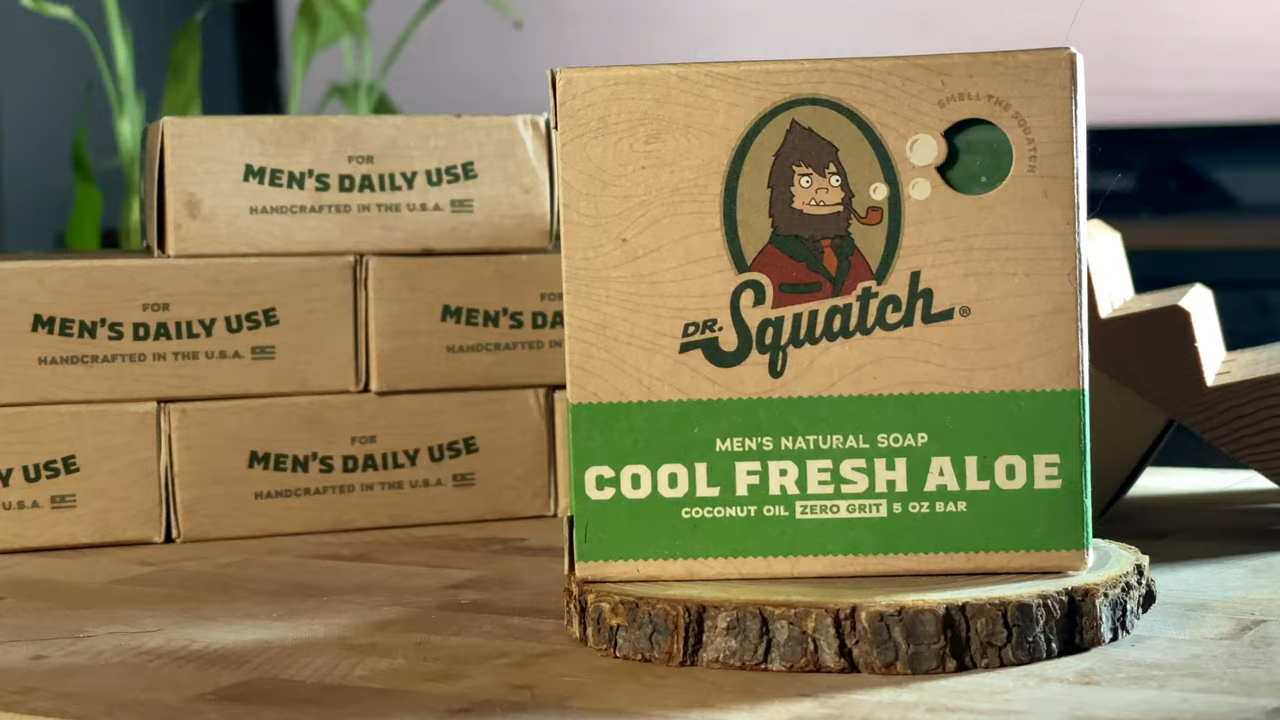 FOR
MEN'S DAILY USE
HANDCRAFTED IN THE U.S.A.
FOR
MEN'S DAILY USE
HANDCRAFTED IN THE U.S.A.
FOR
MEN'S DA
HANDCRAFTED IN
Y USE
U.S.A.
FOR
MEN'S DAILY USE
HANDCRAFTED IN THE U.S.A.
SMELL THE SQUATCH
DR. Squatch®
MEN'S NATURAL SOAP
COOL FRESH ALOE
COCONUT OIL ZERO GRIT 5 OZ BAR